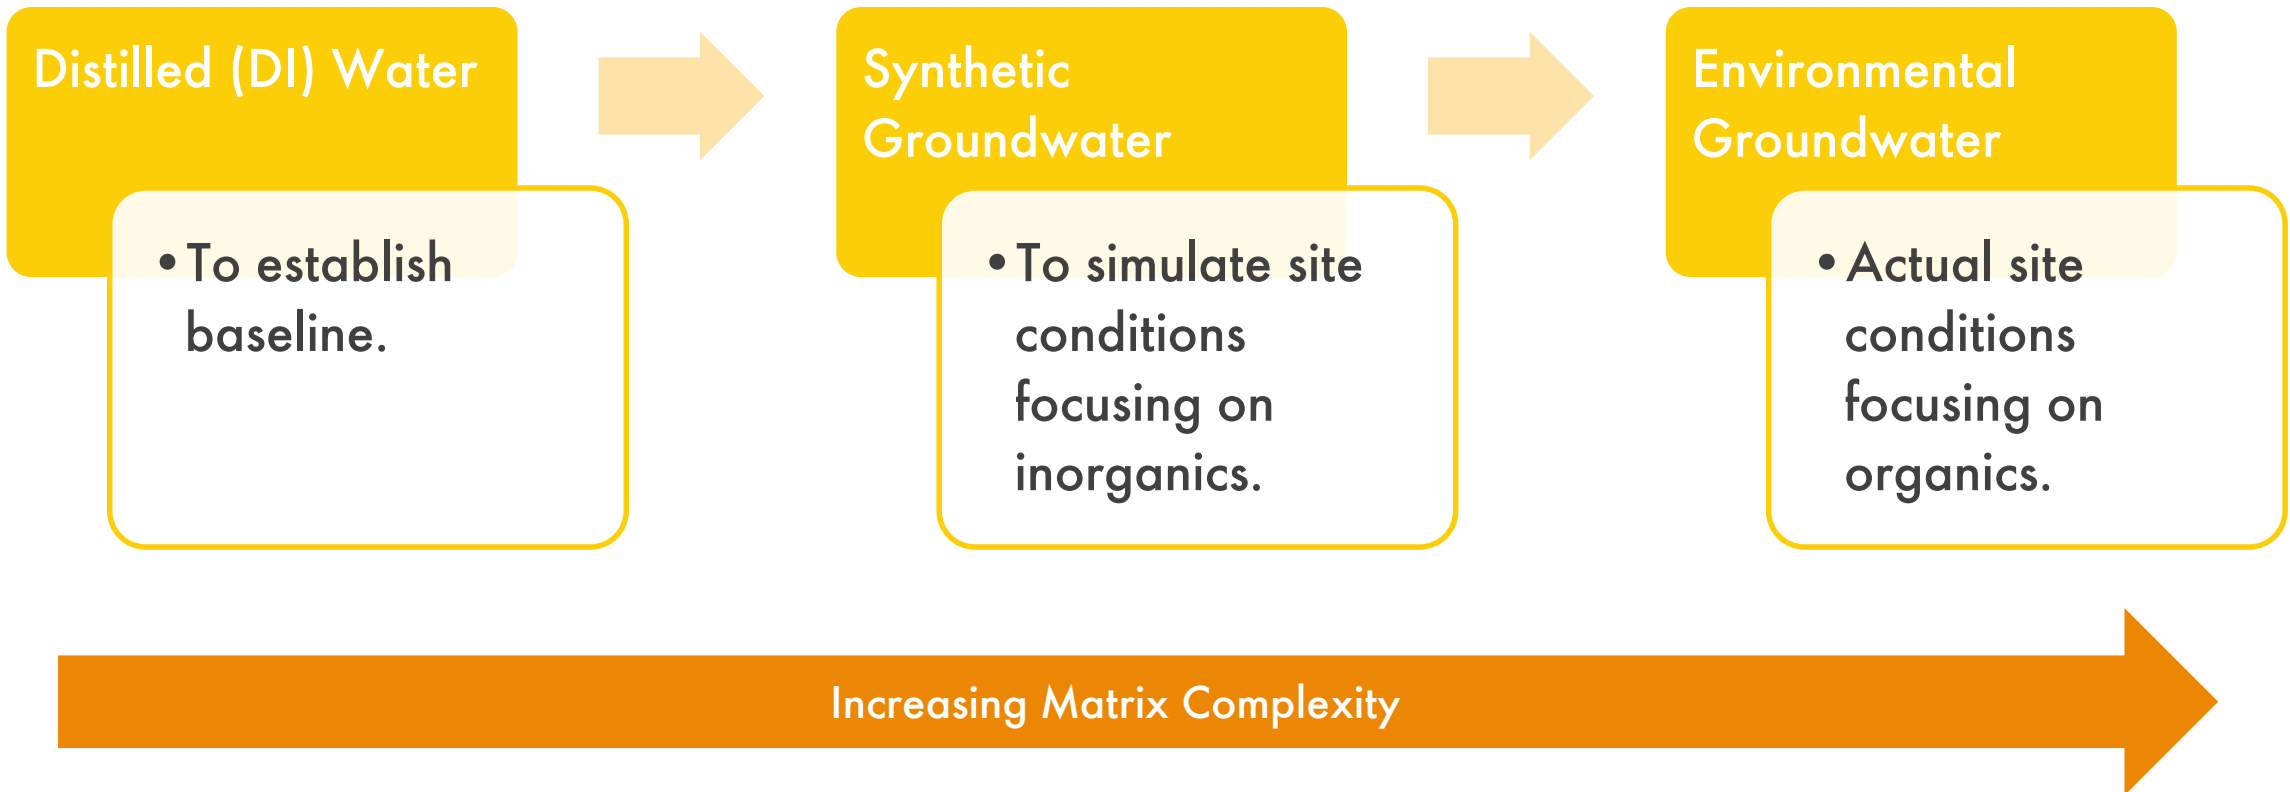 Distilled (DI) Water
•To establish
baseline.
Synthetic
Groundwater
•To simulate site
conditions
focusing on
inorganics.
Environmental
Groundwater
•Actual site
conditions
focusing on
organics.
Increasing Matrix Complexity